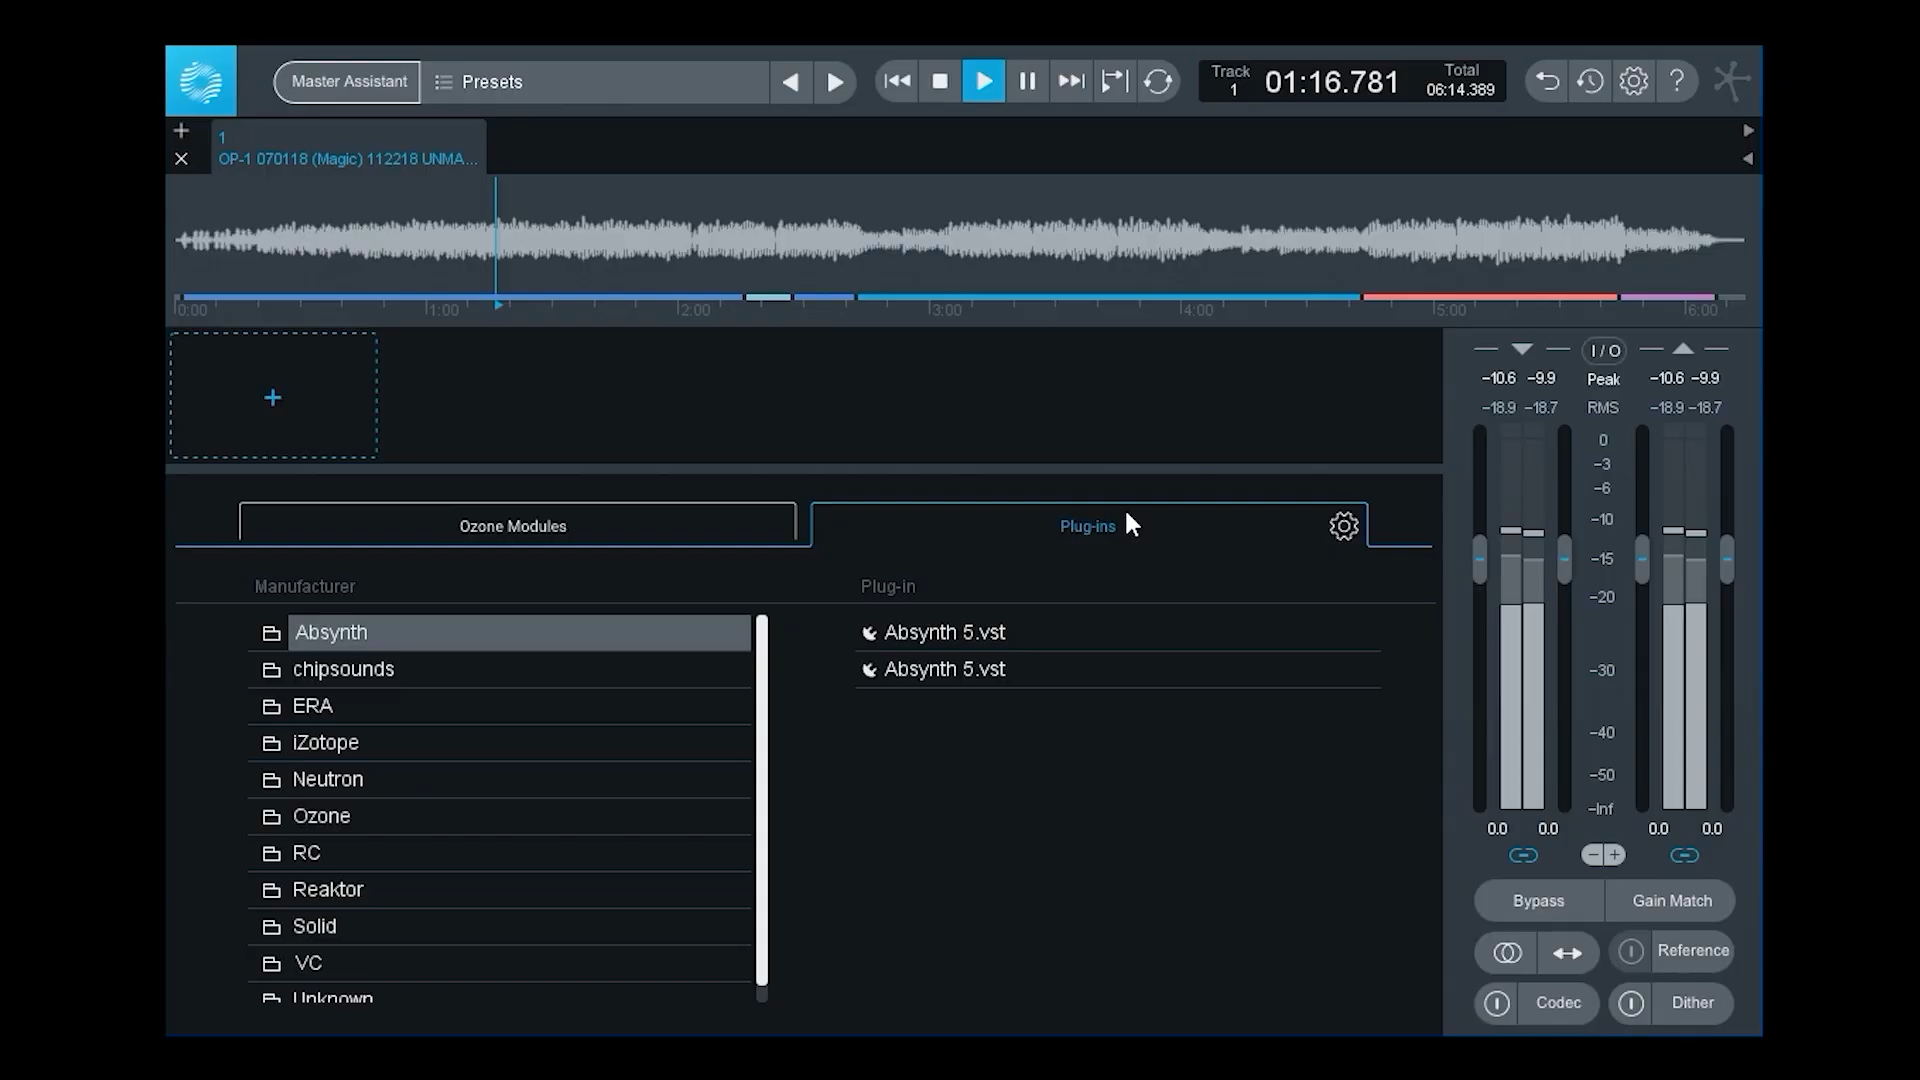 Master Assistant
Presets
Track
1
01:16.781
Total
06:14.389
?
1
OP-1 070118 (Magic) 112218 UNMA...
0:00 1:00 2:00 3:00 4:00 5:00 6:00
+
I / O
-10.6 -9.9 Peak -10.6 -9.9
-18.9 -18.7 RMS -18.9 -18.7
0
-3
-6
-10
-15
-20
-30
-40
-50
-Inf
0.0 0.0 0.0 0.0
Ozone Modules
Plug-ins
Manufacturer
Plug-in
Absynth
chipsounds
ERA
iZotope
Neutron
Ozone
RC
Reaktor
Solid
VC
Unknown
Absynth 5.vst
Absynth 5.vst
Bypass
Gain Match
Reference
Codec
Dither